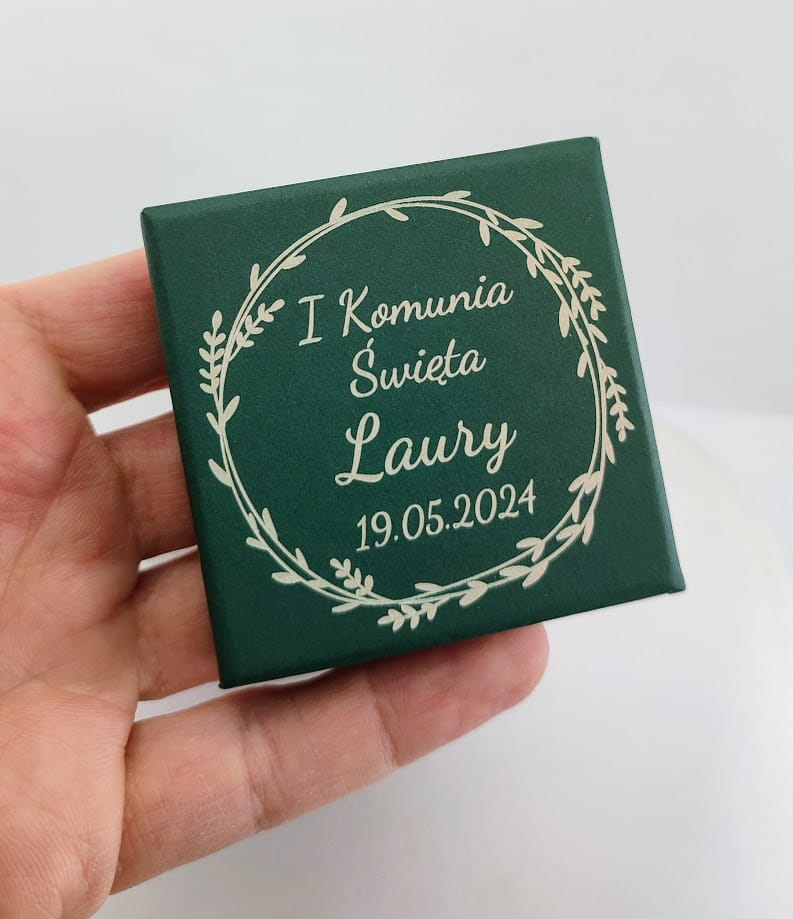 I Komunia
Święta
Laury
19.05.2024